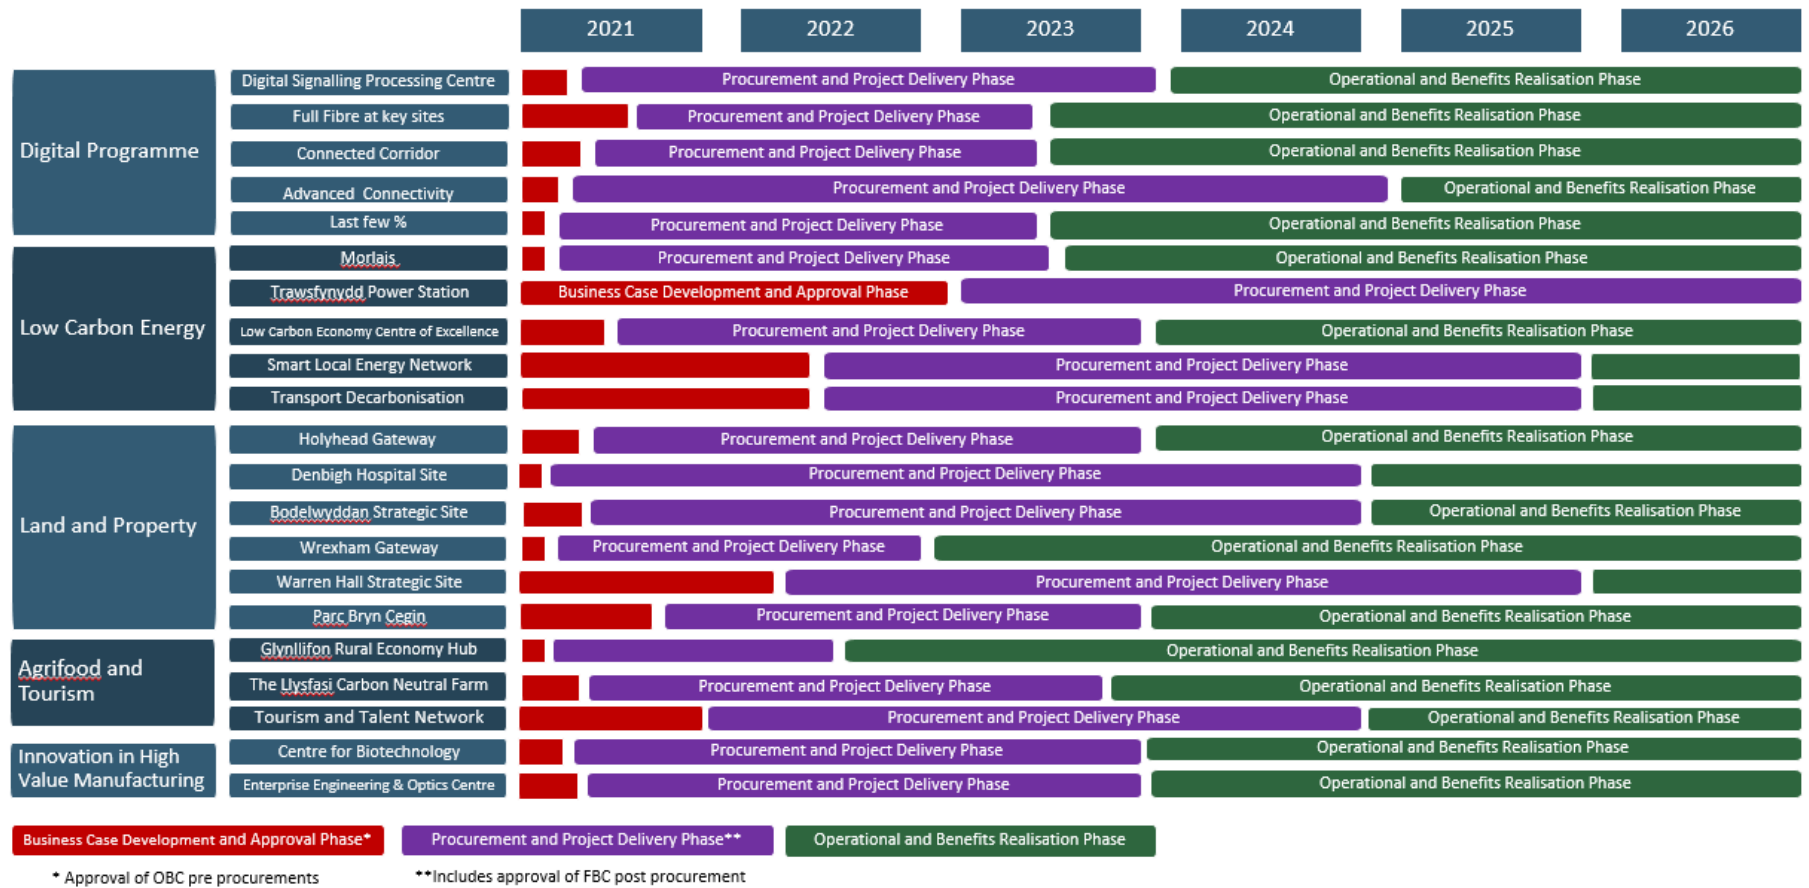 2021 2022 2023 2024 2025 2026
Digital Programme
Digital Signalling Processing Centre Procurement and Project Delivery Phase Operational and Benefits Realisation Phase
Full Fibre at key sites Procurement and Project Delivery Phase Operational and Benefits Realisation Phase
Connected Corridor Procurement and Project Delivery Phase Operational and Benefits Realisation Phase
Advanced Connectivity Procurement and Project Delivery Phase Operational and Benefits Realisation Phase
Last few % Procurement and Project Delivery Phase Operational and Benefits Realisation Phase
Low Carbon Energy
Morlais Procurement and Project Delivery Phase Operational and Benefits Realisation Phase
Trawsfynydd Power Station Business Case Development and Approval Phase Procurement and Project Delivery Phase
Low Carbon Economy Centre of Excellence Procurement and Project Delivery Phase Operational and Benefits Realisation Phase
Smart Local Energy Network Procurement and Project Delivery Phase
Transport Decarbonisation Procurement and Project Delivery Phase
Land and Property
Holyhead Gateway Procurement and Project Delivery Phase Operational and Benefits Realisation Phase
Denbigh Hospital Site Procurement and Project Delivery Phase
Bodelwyddan Strategic Site Procurement and Project Delivery Phase Operational and Benefits Realisation Phase
Wrexham Gateway Procurement and Project Delivery Phase Operational and Benefits Realisation Phase
Warren Hall Strategic Site Procurement and Project Delivery Phase
Parc Bryn Cegin Procurement and Project Delivery Phase Operational and Benefits Realisation Phase
Agrifood and
Tourism
Glynllifon Rural Economy Hub Operational and Benefits Realisation Phase
The Llysfasi Carbon Neutral Farm Procurement and Project Delivery Phase Operational and Benefits Realisation Phase
Tourism and Talent Network Procurement and Project Delivery Phase Operational and Benefits Realisation Phase
Innovation in High
Value Manufacturing
Centre for Biotechnology Procurement and Project Delivery Phase Operational and Benefits Realisation Phase
Enterprise Engineering & Optics Centre Procurement and Project Delivery Phase Operational and Benefits Realisation Phase
Business Case Development and Approval Phase* Procurement and Project Delivery Phase** Operational and Benefits Realisation Phase
* Approval of OBC pre procurements **Includes approval of FBC post procurement